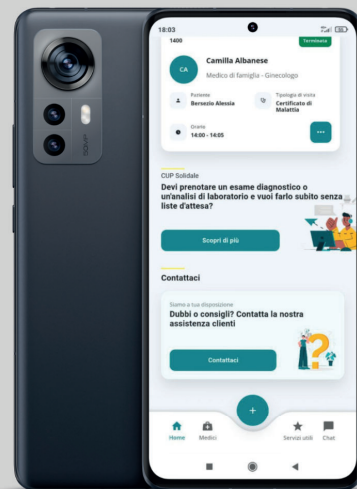 18:03
1400
Terminata
CA
Camilla Albanese
Medico di famiglia - Ginecologo
Paziente
Bersezio Alessia
Tipologia di visita
Certificato di
Malattia
Orario
14:00 - 14:05
CUP Solidale
Devi prenotare un esame diagnostico o
un'analisi di laboratorio e vuoi farlo subito senza
liste d'attesa?
Scopri di più
Contattaci
Siamo a tua disposizione
Dubbi o consigli? Contatta la nostra
assistenza clienti
Contattaci
Home
Medici
Servizi utili
Chat